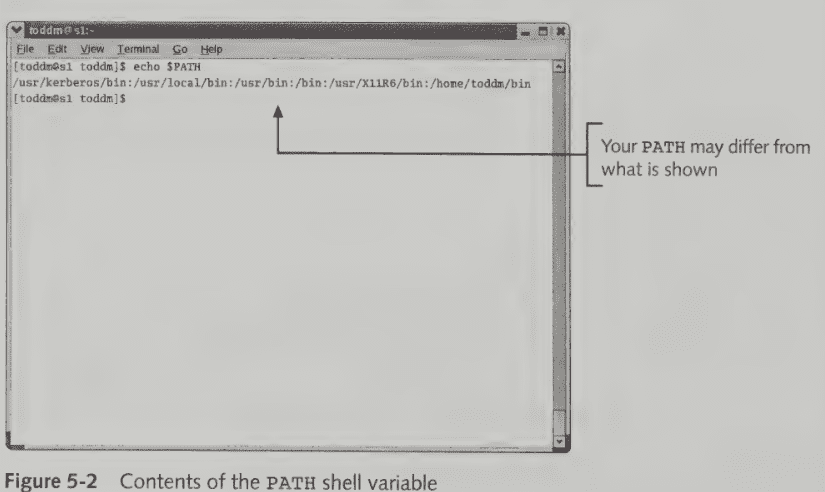 toddm@s1:~
File Edit View Terminal Go Help
[toddm@s1 toddm]$ echo $PATH
/usr/kerberos/bin:/usr/local/bin:/usr/bin:/bin:/usr/X11R6/bin:/home/toddm/bin
[toddm@s1 toddm]$
Your PATH may differ from
what is shown
Figure 5-2 Contents of the PATH shell variable